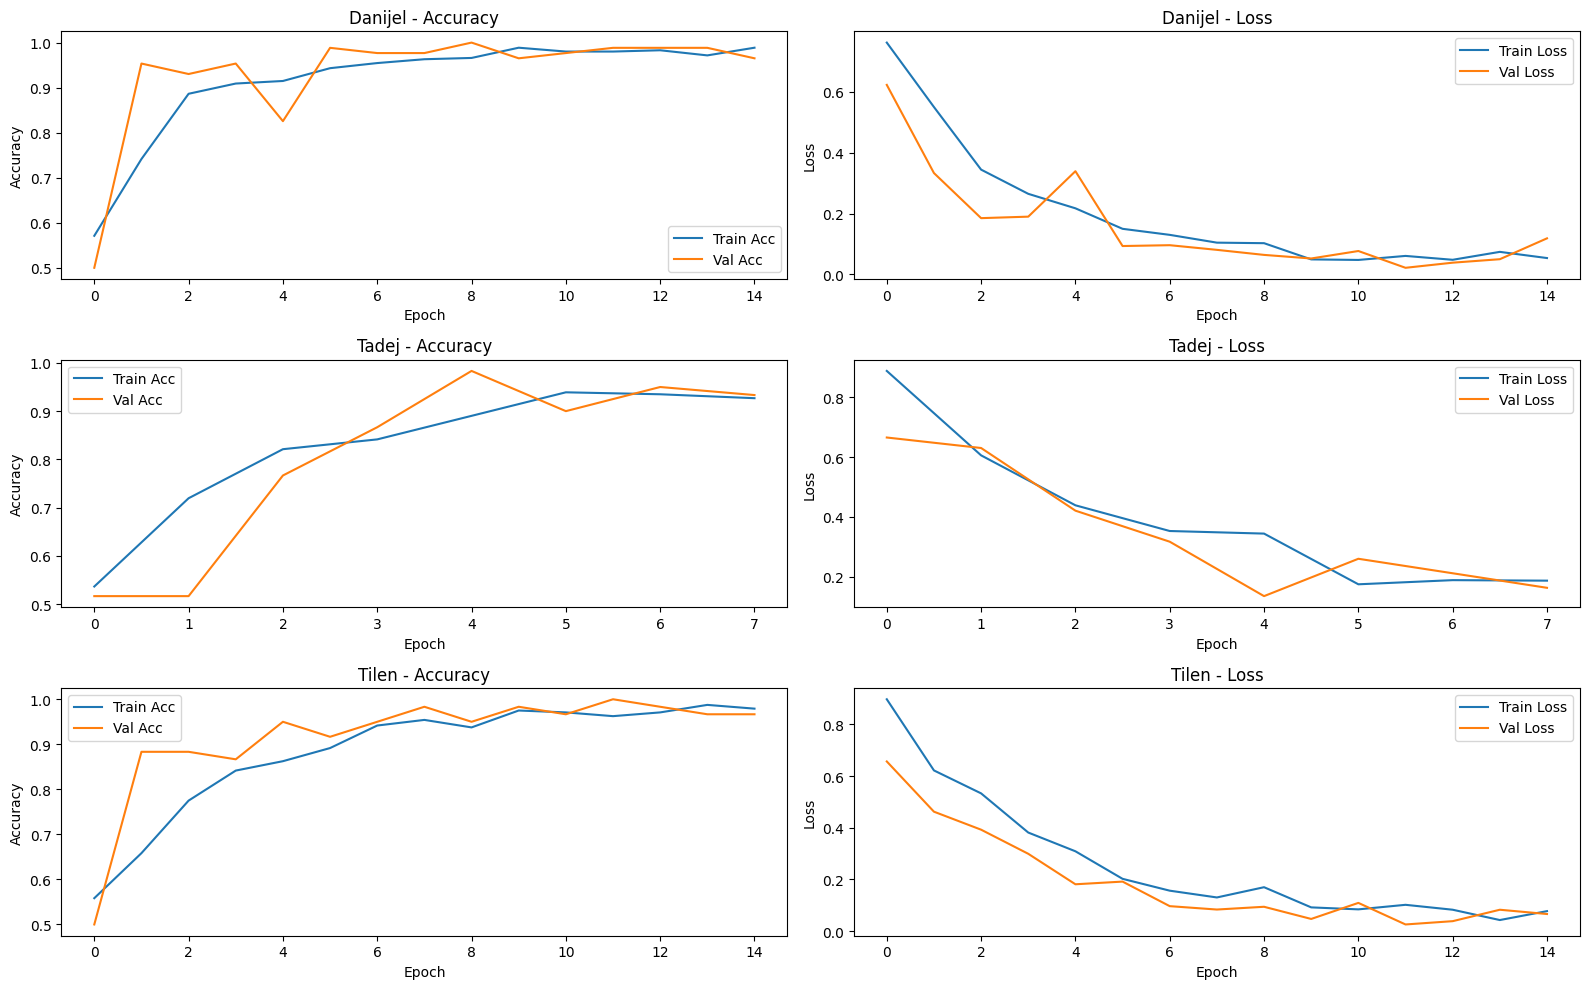 Danijel - Accuracy
Accuracy
1.0
0.9
0.8
0.7
0.6
0.5
Train Acc
Val Acc
0 2 4 6 8 10 12 14
Epoch
Danijel - Loss
Loss
0.6
0.4
0.2
0.0
Train Loss
Val Loss
0 2 4 6 8 10 12 14
Epoch
Tadej - Accuracy
Accuracy
1.0
0.9
0.8
0.7
0.6
0.5
Train Acc
Val Acc
0 1 2 3 4 5 6 7
Epoch
Tadej - Loss
Loss
0.8
0.6
0.4
0.2
Train Loss
Val Loss
0 1 2 3 4 5 6 7
Epoch
Tilen - Accuracy
Accuracy
1.0
0.9
0.8
0.7
0.6
0.5
Train Acc
Val Acc
0 2 4 6 8 10 12 14
Epoch
Tilen - Loss
Loss
0.8
0.6
0.4
0.2
0.0
Train Loss
Val Loss
0 2 4 6 8 10 12 14
Epoch